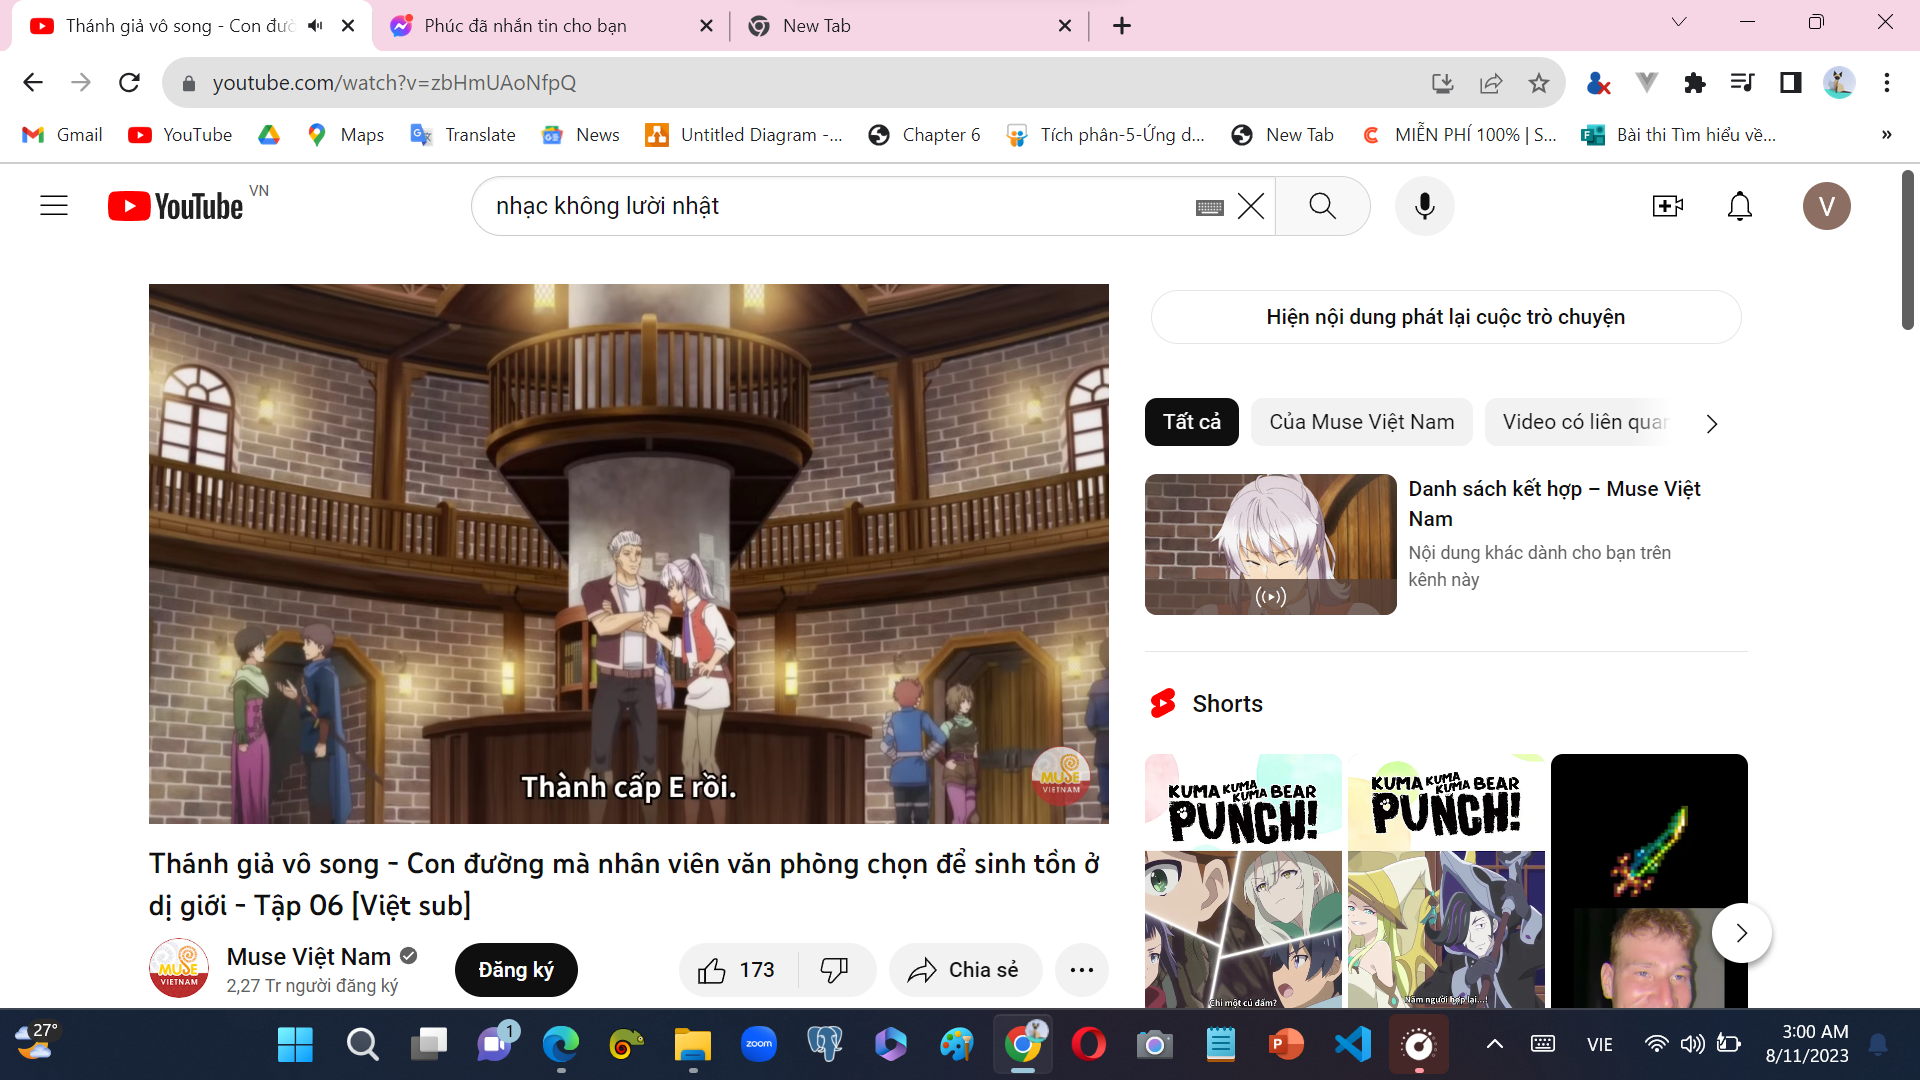 Thánh giả vô song - Con đườ
Phúc đã nhắn tin cho bạn
New Tab
youtube.com/watch?v=zbHmUAoNfpQ
Gmail
YouTube
Maps
Translate
News
Untitled Diagram -...
Chapter 6
Tích phân-5-Ứng d...
New Tab
MIỄN PHÍ 100% | S...
Bài thi Tìm hiểu về...
»
YouTube VN
nhạc không lười nhật
V
Hiện nội dung phát lại cuộc trò chuyện
Tất cả
Của Muse Việt Nam
Video có liên quan
Danh sách kết hợp – Muse Việt
Nam
Nội dung khác dành cho bạn trên
kênh này
Thành cấp E rồi.
MUSE
VIETNAM
Shorts
KUMA KUMA KUMA BEAR
PUNCH!
KUMA KUMA KUMA BEAR
PUNCH!
Chỉ một cú đấm?
Năm người hợp lại...!
Thánh giả vô song - Con đường mà nhân viên văn phòng chọn để sinh tồn ở
dị giới - Tập 06 [Việt sub]
MUSE
VIETNAM
Muse Việt Nam
2,27 Tr người đăng ký
Đăng ký
173
Chia sẻ
27°
1
zoom
P
VIE
3:00 AM
8/11/2023